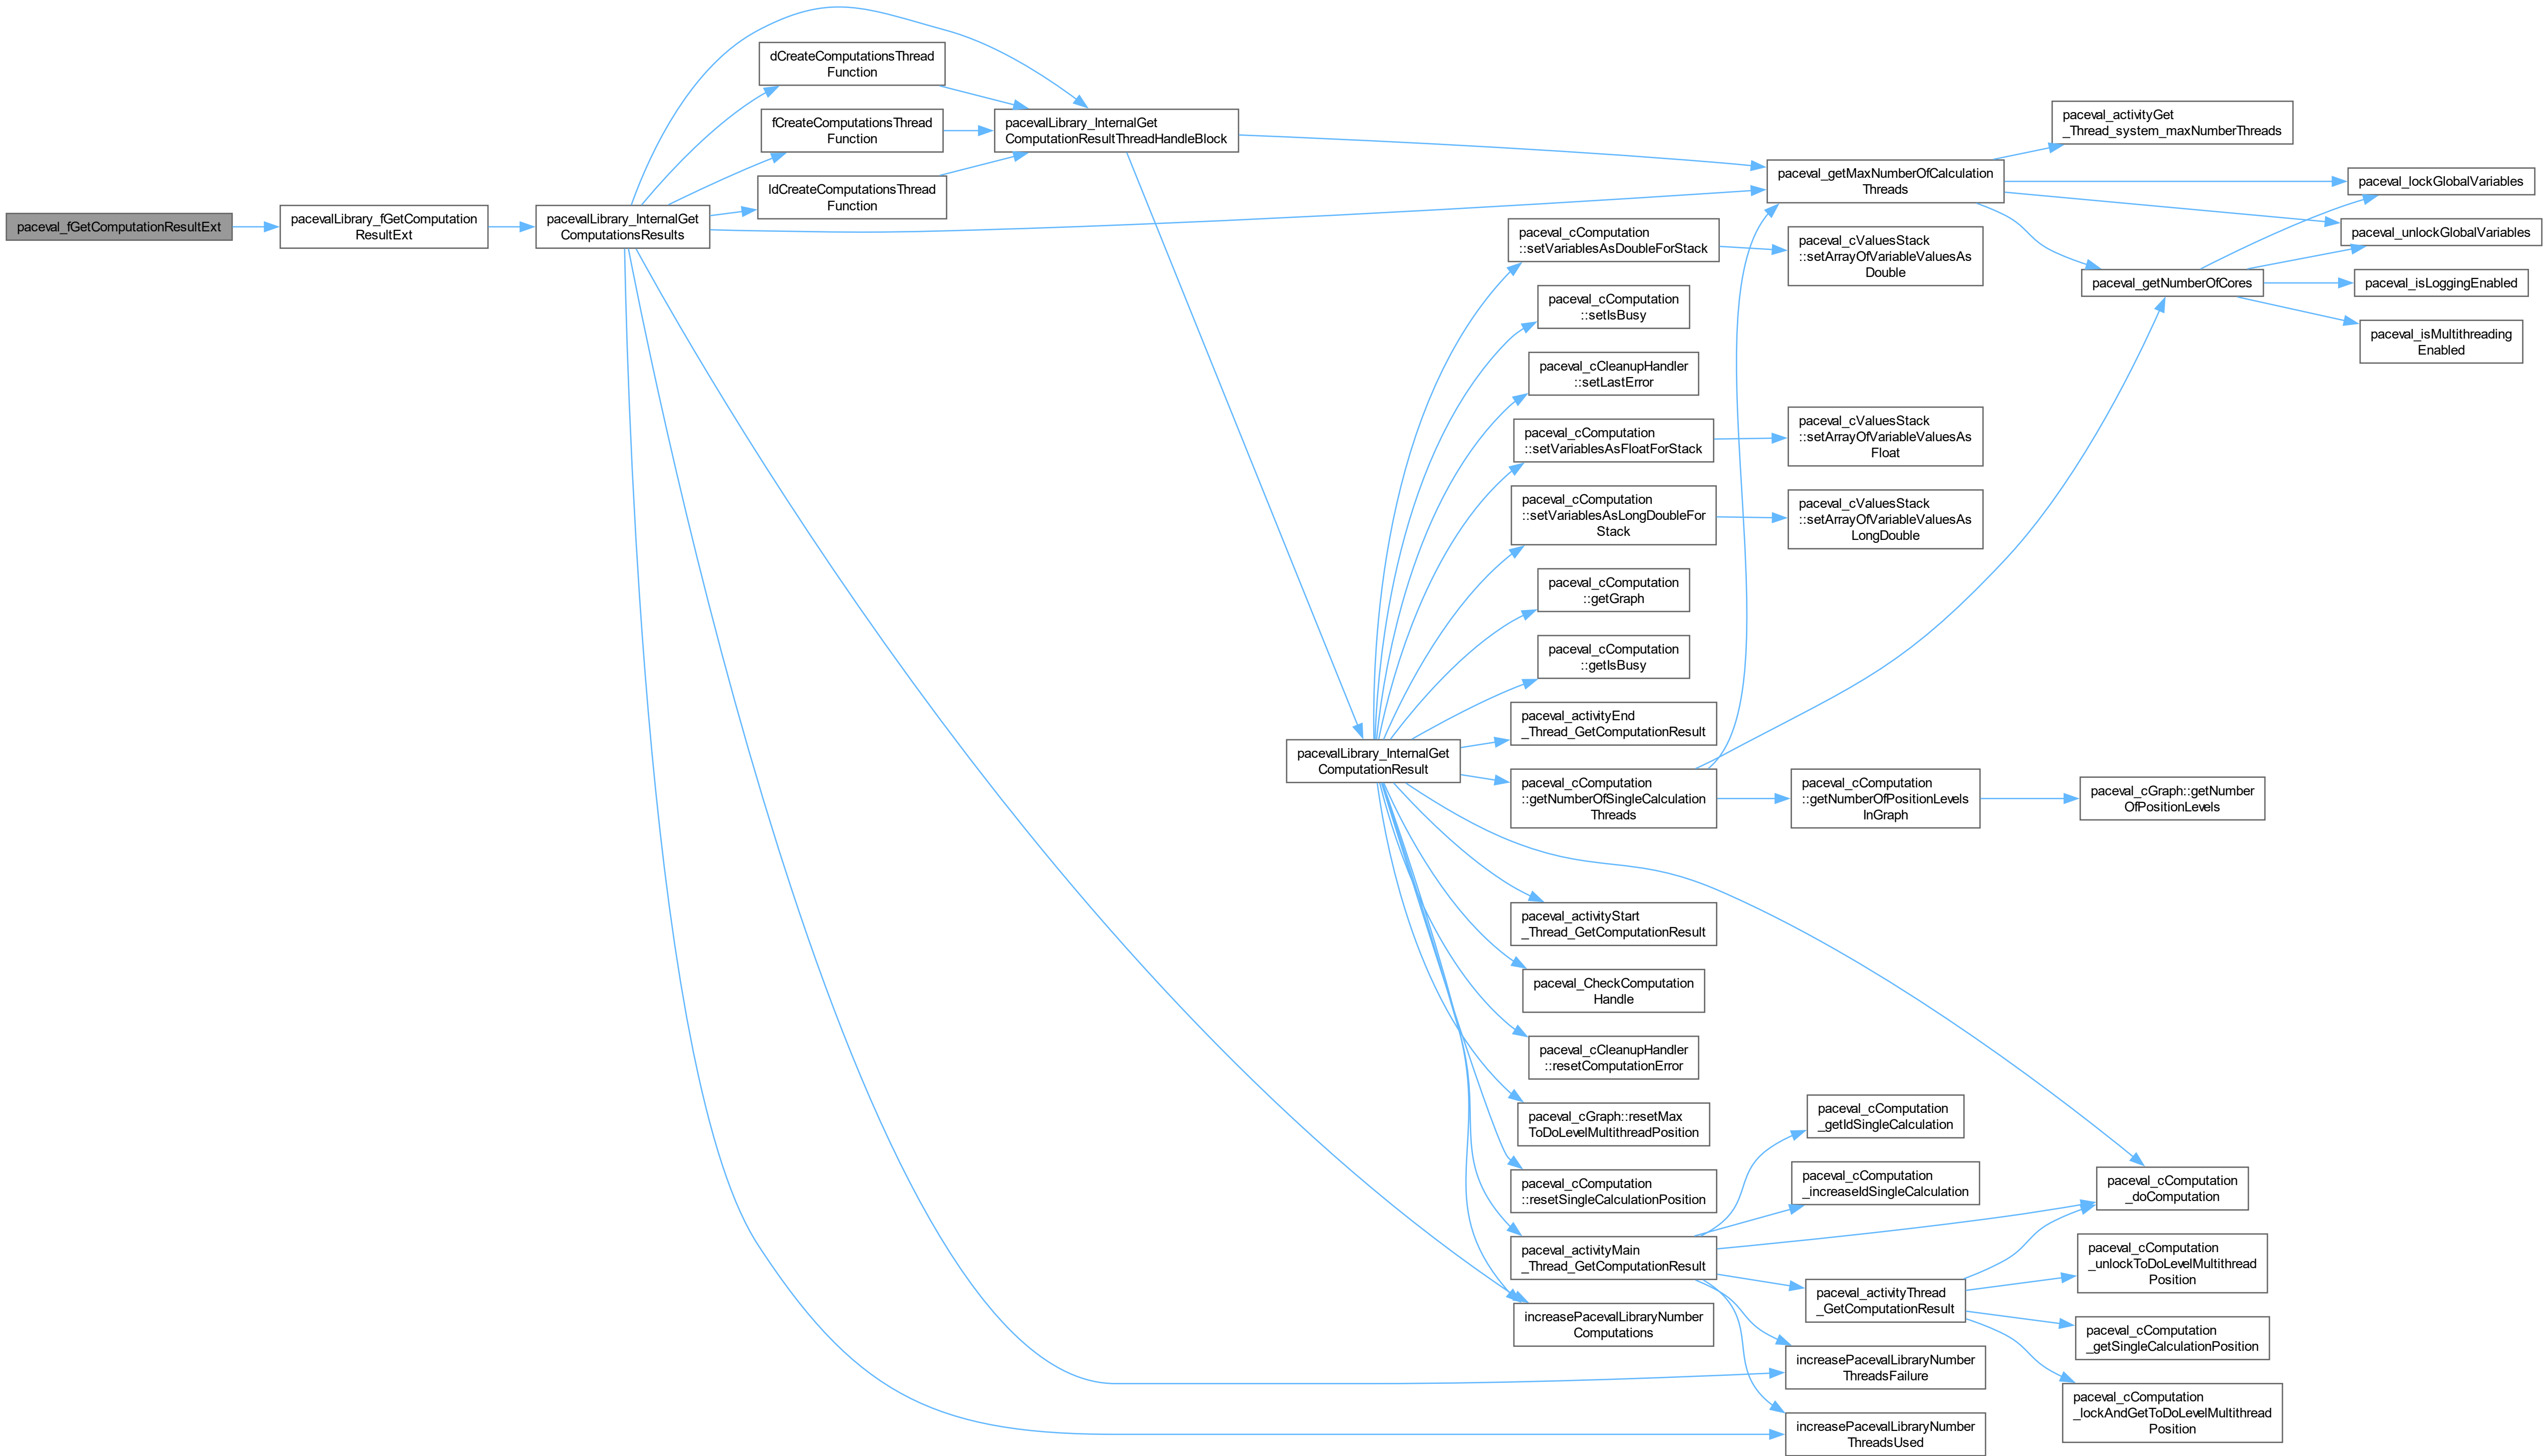 paceval_fGetComputationResultExt
pacevalLibrary_fGetComputation
ResultExt
pacevalLibrary_InternalGet
ComputationsResults
dCreateComputationsThread
Function
fCreateComputationsThread
Function
ldCreateComputationsThread
Function
pacevalLibrary_InternalGet
ComputationResultThreadHandleBlock
pacevalLibrary_InternalGet
ComputationResult
paceval_cComputation
::setVariablesAsDoubleForStack
paceval_cComputation
::setIsBusy
paceval_cCleanupHandler
::setLastError
paceval_cComputation
::setVariablesAsFloatForStack
paceval_cComputation
::setVariablesAsLongDoubleFor
Stack
paceval_cComputation
::getGraph
paceval_cComputation
::getIsBusy
paceval_activityEnd
_Thread_GetComputationResult
paceval_cComputation
::getNumberOfSingleCalculation
Threads
paceval_activityStart
_Thread_GetComputationResult
paceval_CheckComputation
Handle
paceval_cCleanupHandler
::resetComputationError
paceval_cGraph::resetMax
ToDoLevelMultithreadPosition
paceval_cComputation
::resetSingleCalculationPosition
paceval_activityMain
_Thread_GetComputationResult
increasePacevalLibraryNumber
Computations
paceval_getMaxNumberOfCalculation
Threads
paceval_cValuesStack
::setArrayOfVariableValuesAs
Double
paceval_cValuesStack
::setArrayOfVariableValuesAs
Float
paceval_cValuesStack
::setArrayOfVariableValuesAs
LongDouble
paceval_cComputation
::getNumberOfPositionLevels
InGraph
paceval_cComputation
_getIdSingleCalculation
paceval_cComputation
_increaseIdSingleCalculation
paceval_activityThread
_GetComputationResult
increasePacevalLibraryNumber
ThreadsFailure
increasePacevalLibraryNumber
ThreadsUsed
paceval_activityGet
_Thread_system_maxNumberThreads
paceval_getNumberOfCores
paceval_cGraph::getNumber
OfPositionLevels
paceval_cComputation
_doComputation
paceval_cComputation
_unlockToDoLevelMultithread
Position
paceval_cComputation
_getSingleCalculationPosition
paceval_cComputation
_lockAndGetToDoLevelMultithread
Position
paceval_lockGlobalVariables
paceval_unlockGlobalVariables
paceval_isLoggingEnabled
paceval_isMultithreading
Enabled